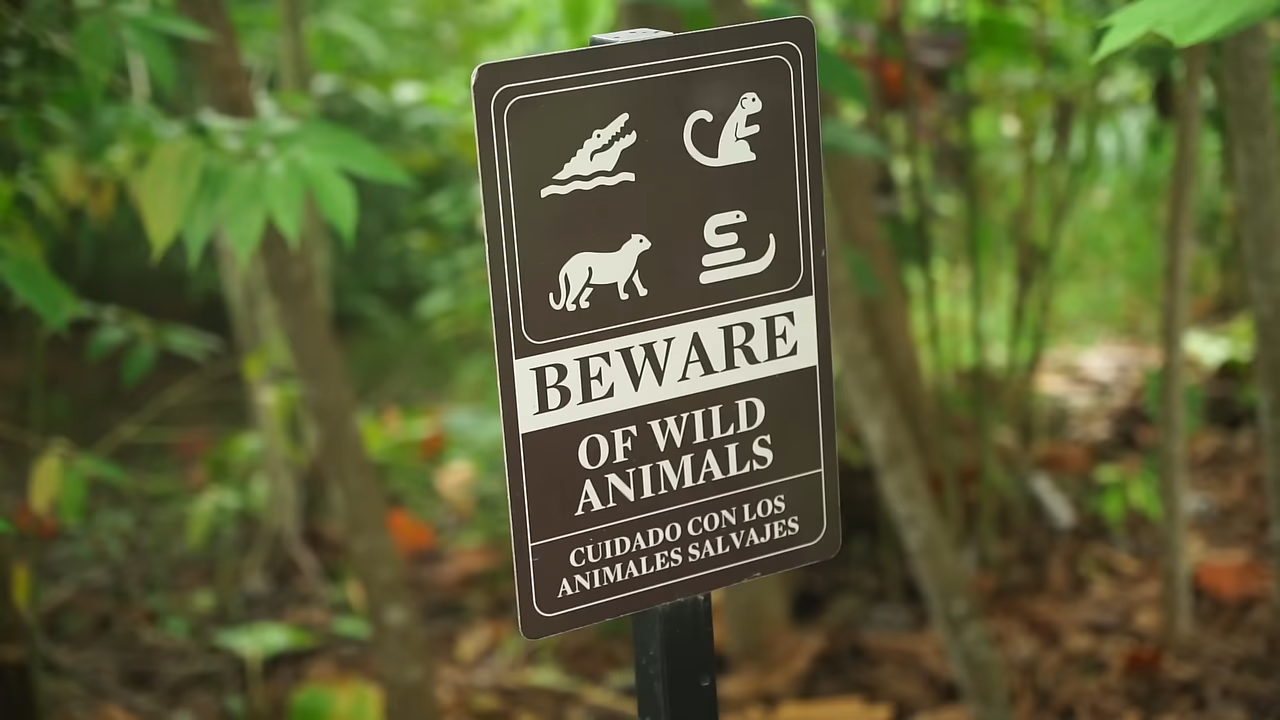 BEWARE
OF WILD
ANIMALS
CUIDADO CON LOS
ANIMALES SALVAJES